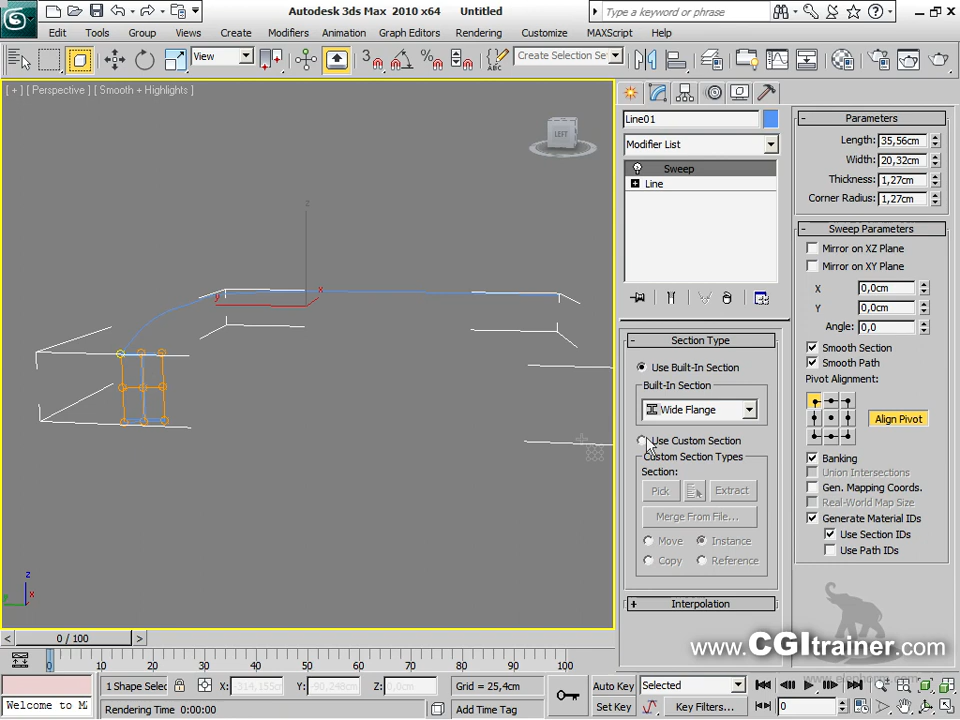 Autodesk 3ds Max 2010 x64 Untitled
Type a keyword or phrase
Edit Tools Group Views Create Modifiers Animation Graph Editors Rendering Customize MAXScript Help
View
3
Create Selection Se
[ + ] [ Perspective ] [ Smooth + Highlights ]
LEFT
z
y
x
z
x
Line01
Modifier List
Sweep
Line
Section Type
Use Built-In Section
Built-In Section
Wide Flange
Use Custom Section
Custom Section Types
Section:
Pick
Extract
Merge From File...
Move Instance
Copy Reference
Interpolation
Parameters
Length: 35,56cm
Width: 20,32cm
Thickness: 1,27cm
Corner Radius: 1,27cm
Sweep Parameters
Mirror on XZ Plane
Mirror on XY Plane
X 0,0cm
Y 0,0cm
Angle: 0,0
Smooth Section
Smooth Path
Pivot Alignment:
Align Pivot
Banking
Union Intersections
Gen. Mapping Coords.
Real-World Map Size
Generate Material IDs
Use Section IDs
Use Path IDs
www.CGItrainer.com
0 / 100
0 10 20 30 40 50 60 70 80 90 100
1 Shape Selec
X: -314,155cm
Y: -90,248cm
Z: 0,0cm
Grid = 25,4cm
Auto Key
Selected
Welcome to M
Rendering Time 0:00:00
Add Time Tag
Set Key
Key Filters...
0